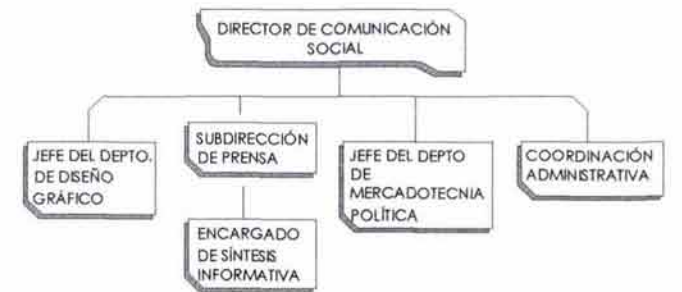 DIRECTOR DE COMUNICACIÓN
SOCIAL
JEFE DEL DEPTO.
DE DISEÑO
GRÁFICO
SUBDIRECCIÓN
DE PRENSA
JEFE DEL DEPTO
DE
MERCADOTECNIA
POLÍTICA
COORDINACIÓN
ADMINISTRATIVA
ENCARGADO
DE SÍNTESIS
INFORMATIVA